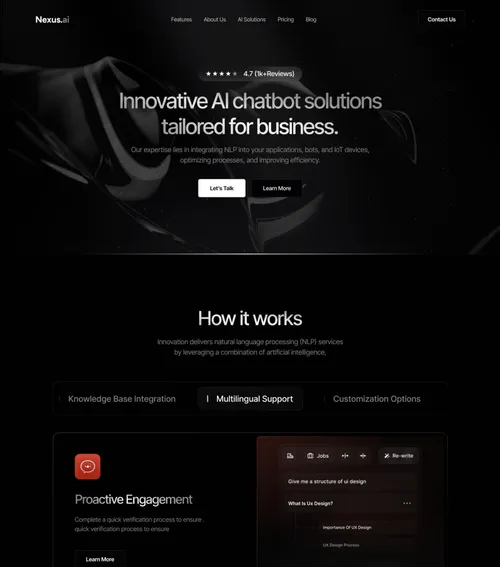 Nexus.ai
Features
About Us
AI Solutions
Pricing
Blog
Contact Us
4.7 (1k+Reviews)
Innovative AI chatbot solutions
tailored for business.
Our expertise lies in integrating NLP into your applications, bots, and IoT devices,
optimizing processes, and improving efficiency.
Let's Talk
Learn More
How it works
Innovation delivers natural language processing (NLP) services
by leveraging a combination of artificial intelligence,
Knowledge Base Integration
Multilingual Support
Customization Options
Proactive Engagement
Complete a quick verification process to ensure .
quick verification process to ensure
Learn More
Jobs
Re-write
Give me a structure of ui design
What Is Ux Design?
Importance Of UX Design
UX Design Process